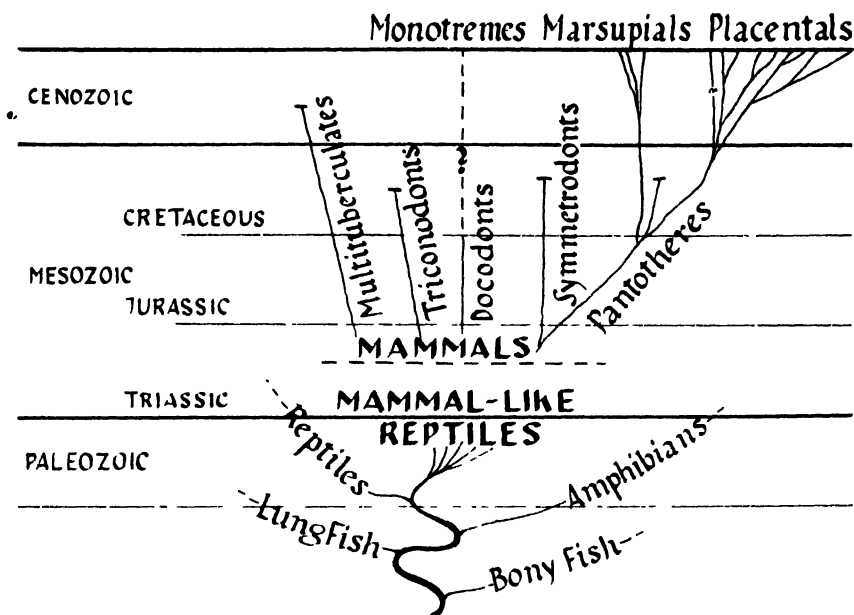 Monotremes Marsupials Placentals
CENOZOIC
Multituberculates
Triconodonts
?
Docodonts
Symmetrodonts
Pantotheres
CRETACEOUS
MESOZOIC
JURASSIC
MAMMALS
TRIASSIC
MAMMAL-LIKE
REPTILES
Reptiles
Amphibians
PALEOZOIC
LungFish
Bony Fish